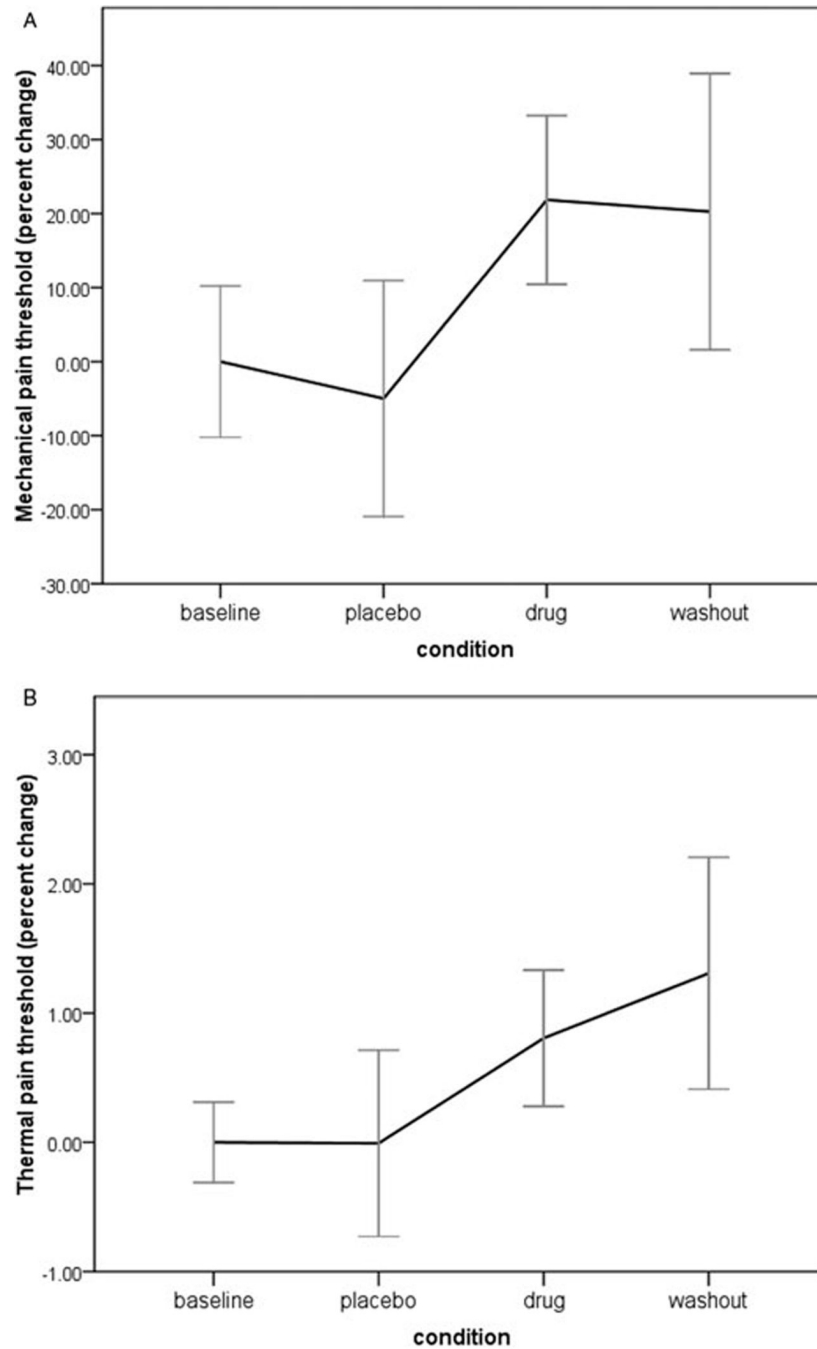 A
Mechanical pain threshold (percent change)
40.00
30.00
20.00
10.00
0.00
-10.00
-20.00
-30.00
baseline placebo drug washout
condition
B
Thermal pain threshold (percent change)
3.00
2.00
1.00
0.00
-1.00
baseline placebo drug washout
condition